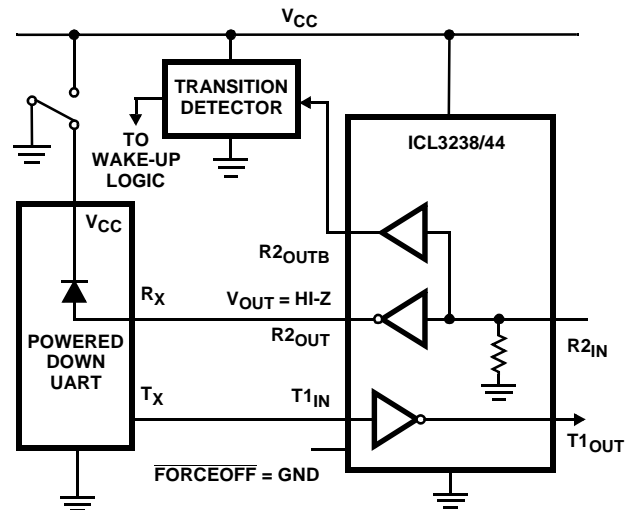 VCC
TRANSITION
DETECTOR
TO
WAKE-UP
LOGIC
ICL3238/44
VCC
R2OUTB
RX
VOUT = HI-Z
R2OUT
R2IN
POWERED
DOWN
UART
TX
T1IN
T1OUT
FORCEOFF = GND